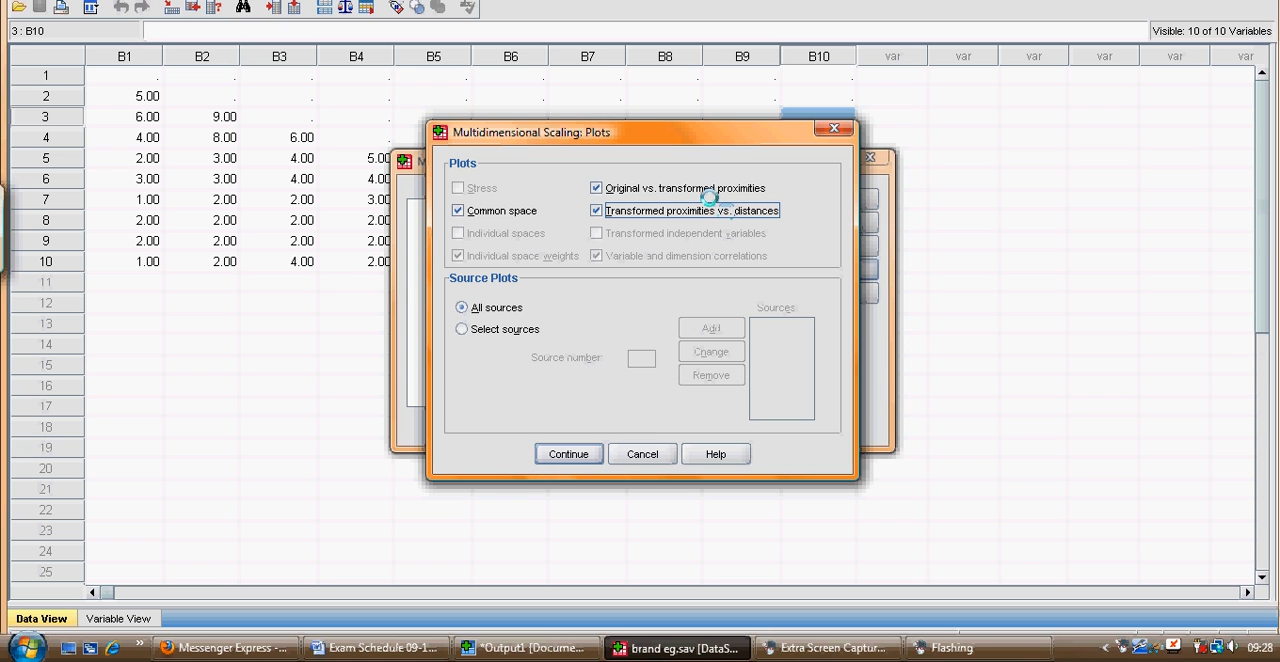 3 : B10
Visible: 10 of 10 Variables
B1 B2 B3 B4 B5 B6 B7 B8 B9 B10 var var var var var
1 . . . . . . . . . .
2 5.00 . . . . . . . . .
3 6.00 9.00 . .
4 4.00 8.00 6.00 .
5 2.00 3.00 4.00 5.00
6 3.00 3.00 4.00 4.00
7 1.00 2.00 2.00 3.00
8 2.00 2.00 2.00 2.00
9 2.00 2.00 2.00 2.00
10 1.00 2.00 4.00 2.00
11
12
13
14
15
16
17
18
19
20
21
22
23
24
25
M
Multidimensional Scaling: Plots
Plots
Stress
Original vs. transformed proximities
Common space
Transformed proximities vs. distances
Individual spaces
Transformed independent variables
Individual space weights
Variable and dimension correlations
Source Plots
All sources
Sources
Select sources
Add
Source number:
Change
Remove
Continue Cancel Help
Data View Variable View
Messenger Express -... Exam Schedule 09-1... *Output1 [Docume... brand eg.sav [DataS... Extra Screen Captur... Flashing 09:28